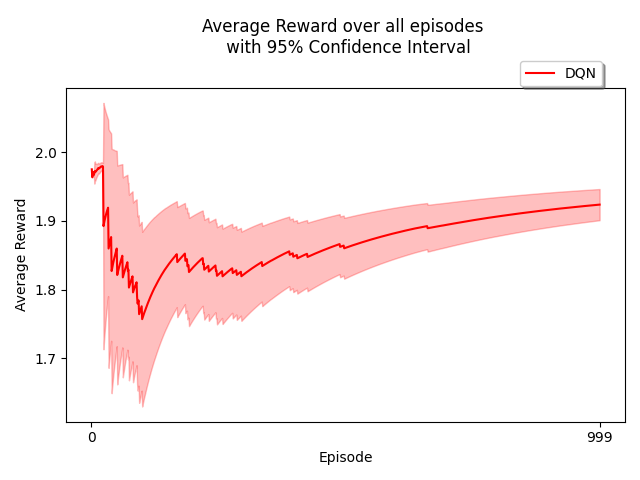 Average Reward over all episodes
with 95% Confidence Interval
DQN
2.0
1.9
1.8
1.7
Average Reward
0
999
Episode